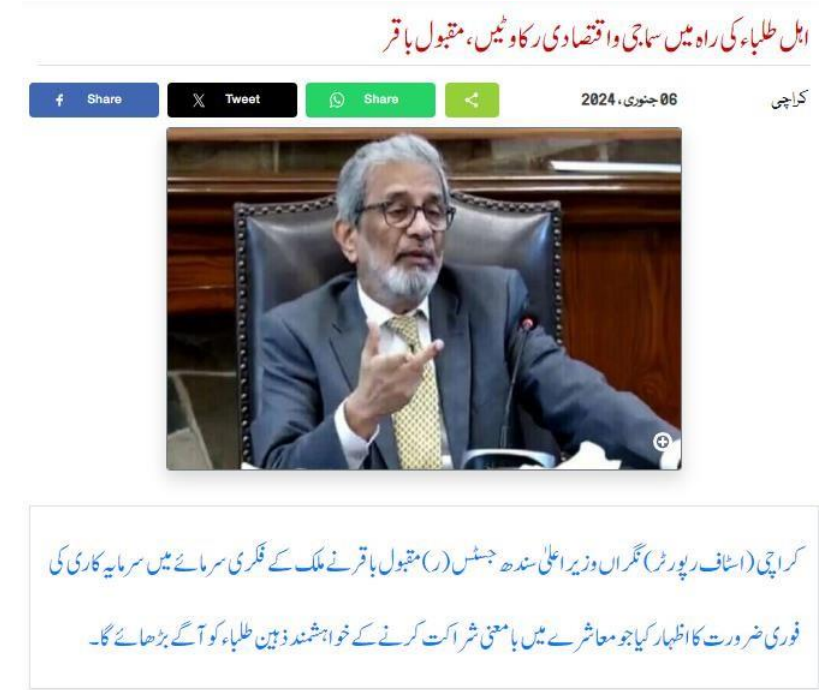 اہل طلباء کی راہ میں سماجی واقتصادی رکاوٹیں، مقبول باقر
کراچی
06 جنوری، 2024
Share
Tweet
Share
کراچی (اسٹاف رپورٹر) نگراں وزیر اعلیٰ سندھ جسٹس (ر) مقبول باقر نے ملک کے فکری سرمائے میں سرمایہ کاری کی
فوری ضرورت کا اظہار کیا جو معاشرے میں بامعنی شراکت کرنے کے خواہشمند ذہین طلباء کو آگے بڑھائے گا۔